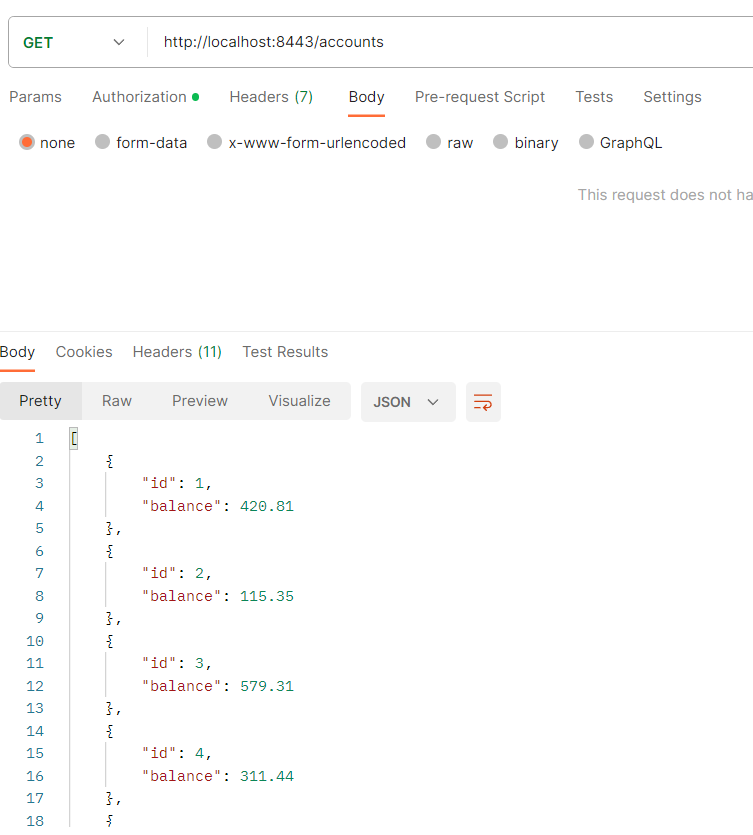 GET http://localhost:8443/accounts
Params Authorization Headers (7) Body Pre-request Script Tests Settings
none form-data x-www-form-urlencoded raw binary GraphQL
This request does not ha
Body Cookies Headers (11) Test Results
Pretty Raw Preview Visualize JSON
1 [
2 {
3 "id": 1,
4 "balance": 420.81
5 },
6 {
7 "id": 2,
8 "balance": 115.35
9 },
10 {
11 "id": 3,
12 "balance": 579.31
13 },
14 {
15 "id": 4,
16 "balance": 311.44
17 },
18 {